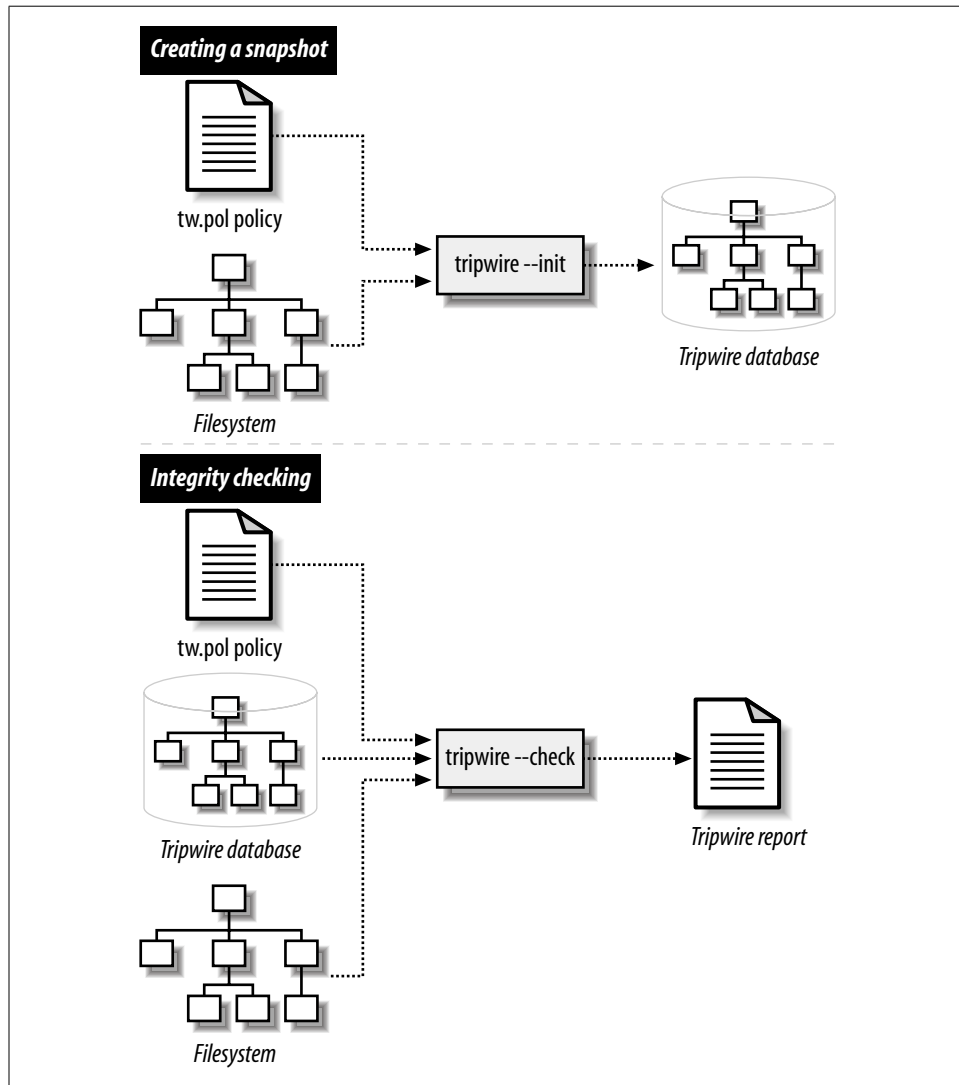 Creating a snapshot
tw.pol policy
tripwire --init
Tripwire database
Filesystem
Integrity checking
tw.pol policy
Tripwire database
tripwire --check
Tripwire report
Filesystem